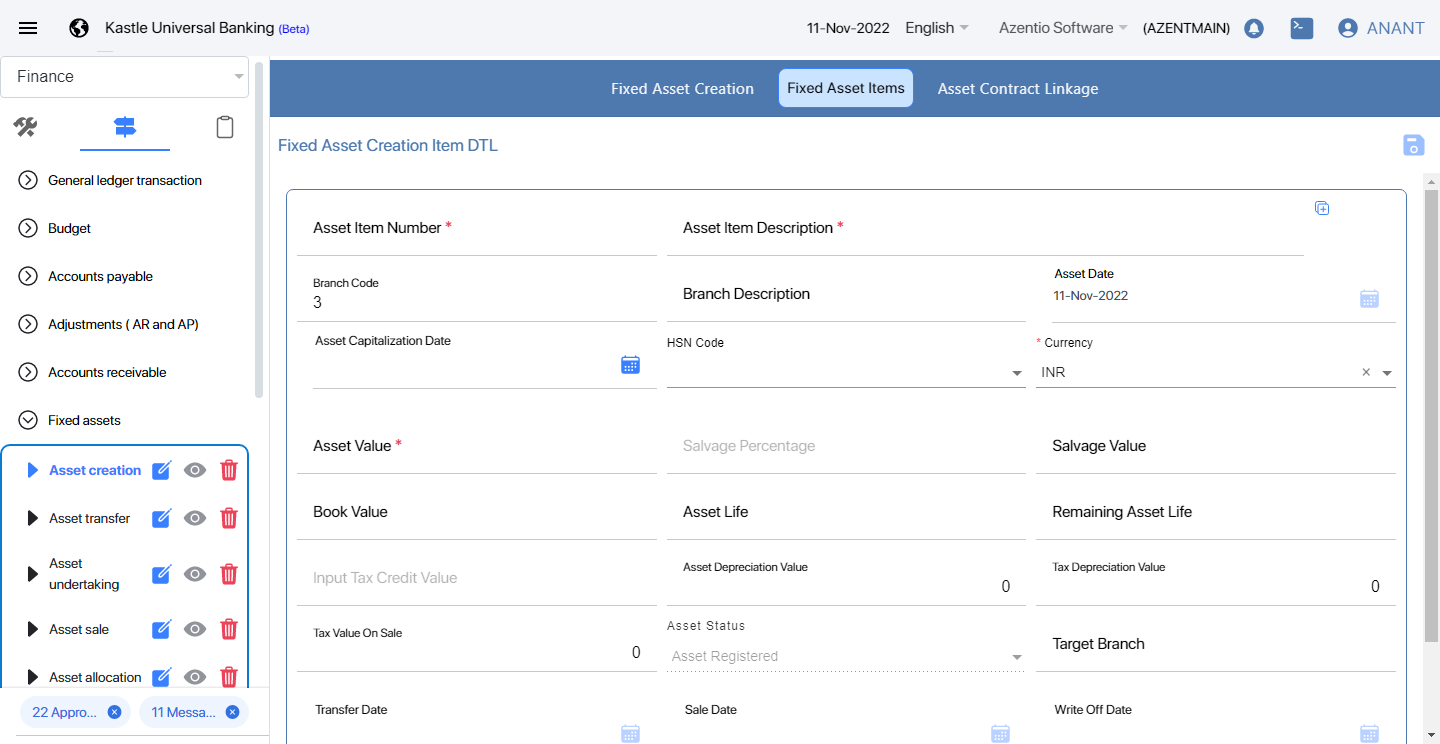 Kastle Universal Banking (Beta)
11-Nov-2022
English
Azentio Software
(AZENTMAIN)
ANANT
Finance
General ledger transaction
Budget
Accounts payable
Adjustments ( AR and AP)
Accounts receivable
Fixed assets
Asset creation
Asset transfer
Asset
undertaking
Asset sale
Asset allocation
22 Appro...
11 Messa...
Fixed Asset Creation
Fixed Asset Items
Asset Contract Linkage
Fixed Asset Creation Item DTL
Asset Item Number *
Asset Item Description *
Branch Code
3
Branch Description
Asset Date
11-Nov-2022
Asset Capitalization Date
HSN Code
* Currency
INR
Asset Value *
Salvage Percentage
Salvage Value
Book Value
Asset Life
Remaining Asset Life
Input Tax Credit Value
Asset Depreciation Value
0
Tax Depreciation Value
0
Tax Value On Sale
0
Asset Status
Asset Registered
Target Branch
Transfer Date
Sale Date
Write Off Date